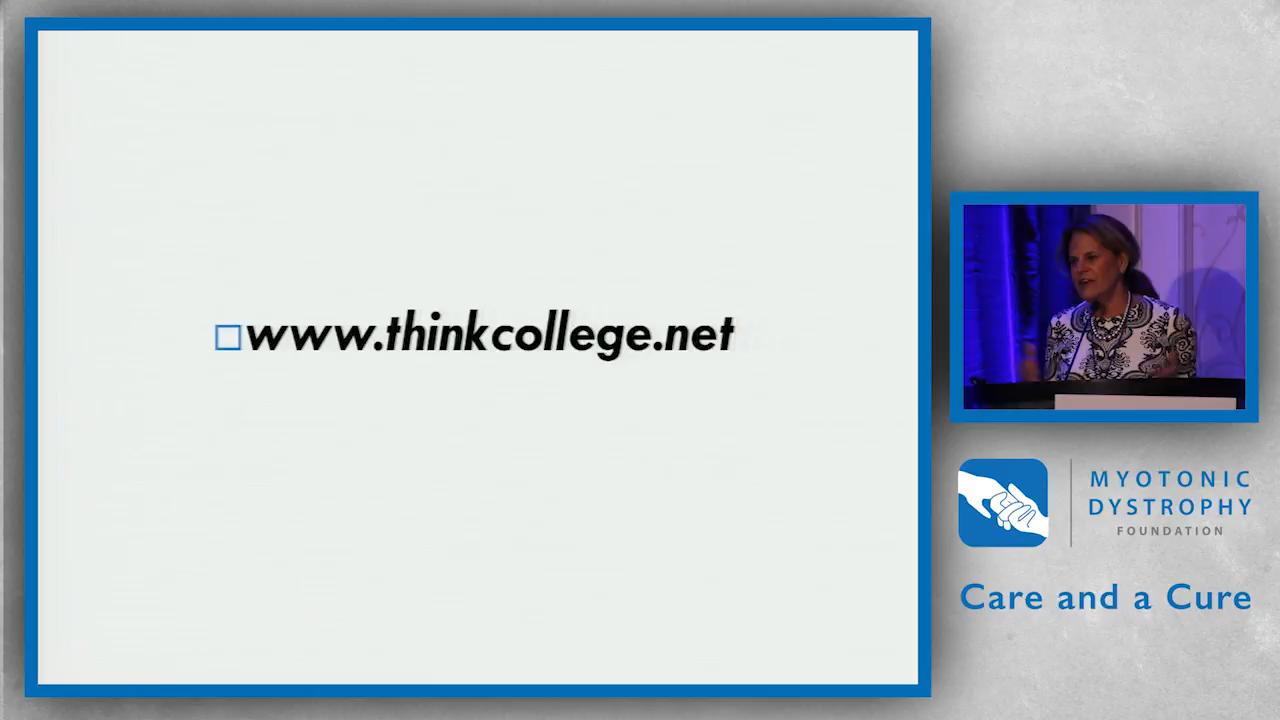 www.thinkcollege.net
MYOTONIC
DYSTROPHY
FOUNDATION
Care and a Cure